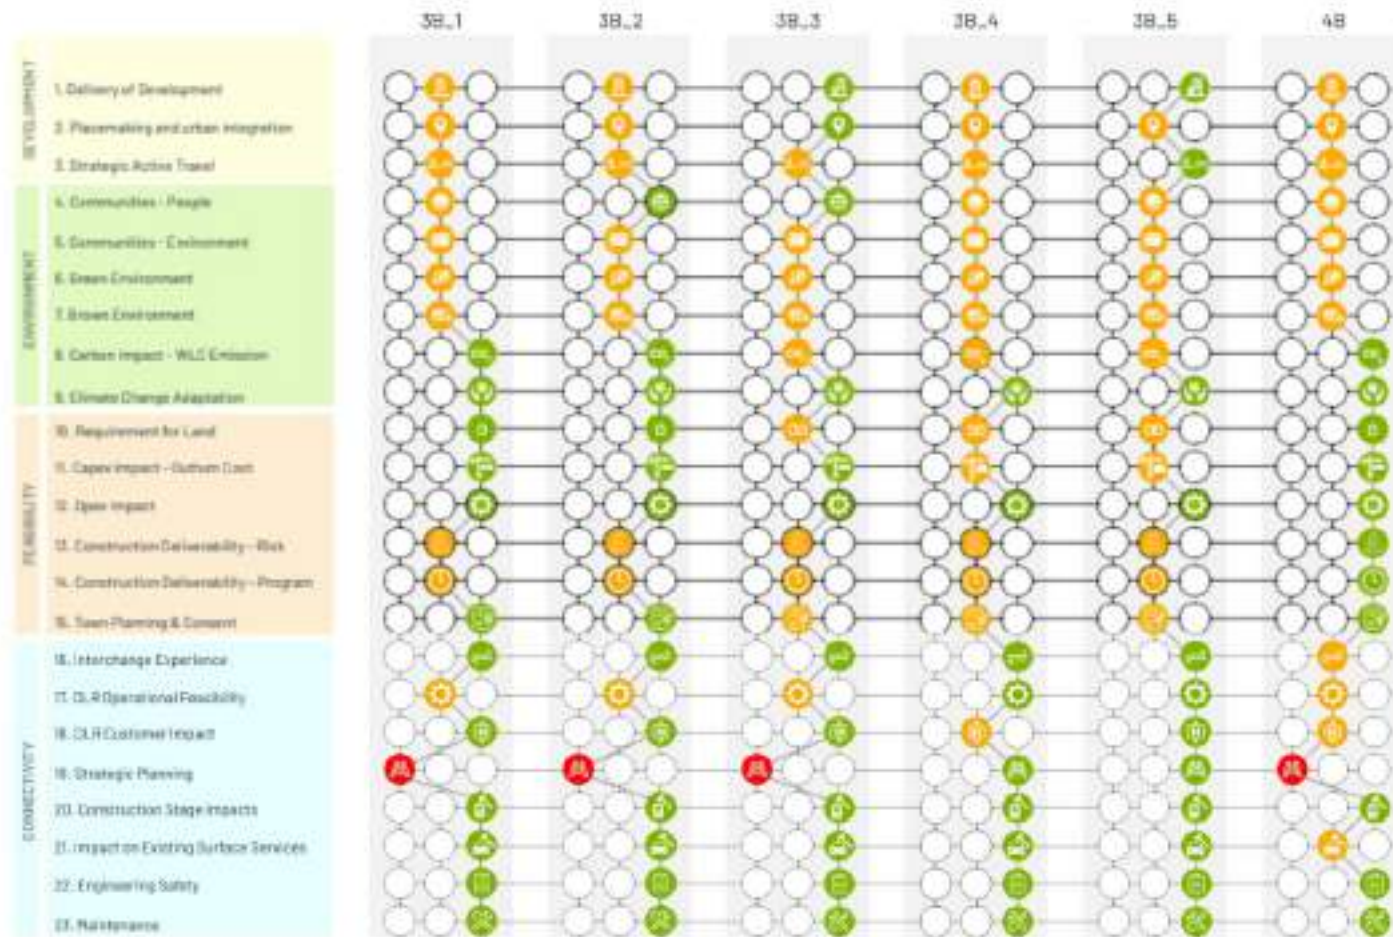 3B_1 3B_2 3B_3 3B_4 3B_5 4B
DEVELOPMENT
1. Delivery of Development
2. Placemaking and urban integration
3. Strategic Active Travel
ENVIRONMENT
4. Communities - People
5. Communities - Environment
6. Green Environment
7. Brown Environment
8. Carbon impact - WLC Emission
9. Climate Change Adaptation
FEASIBILITY
10. Requirement for Land
11. Capex Impact - Outturn Cost
12. Opex Impact
13. Construction Deliverability - Risk
14. Construction Deliverability - Program
15. Town Planning & Consent
CONNECTIVITY
16. Interchange Experience
17. DLR Operational Feasibility
18. DLR Customer Impact
19. Strategic Planning
20. Construction Stage Impacts
21. Impact on Existing Surface Services
22. Engineering Safety
23. Maintenance